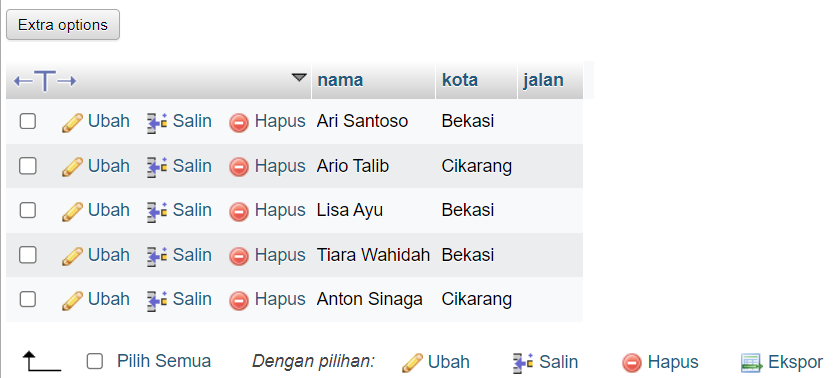 Extra options
nama kota jalan
Ubah Salin Hapus Ari Santoso Bekasi
Ubah Salin Hapus Ario Talib Cikarang
Ubah Salin Hapus Lisa Ayu Bekasi
Ubah Salin Hapus Tiara Wahidah Bekasi
Ubah Salin Hapus Anton Sinaga Cikarang
Pilih Semua Dengan pilihan: Ubah Salin Hapus Ekspor